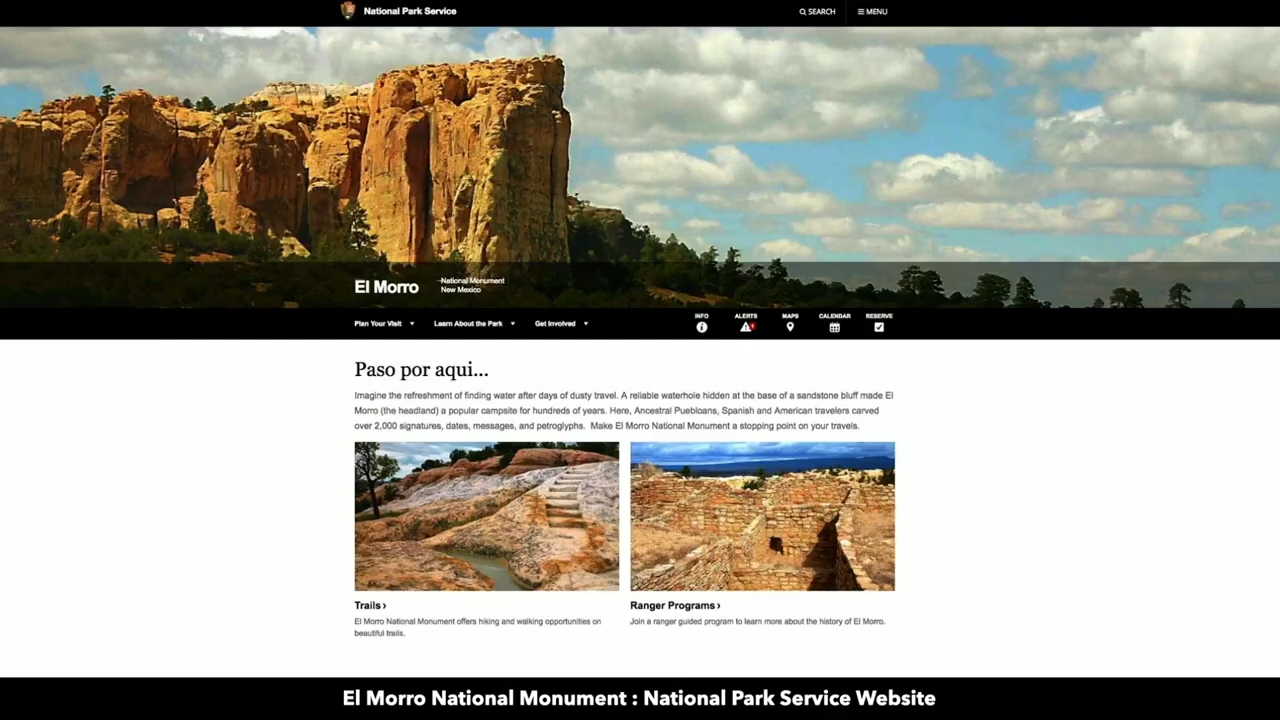 National Park Service
SEARCH
MENU
El Morro
National Monument
New Mexico
Plan Your Visit
Learn About the Park
Get Involved
INFO
ALERTS
MAPS
CALENDAR
RESERVE
Paso por aqui...
Imagine the refreshment of finding water after days of dusty travel. A reliable waterhole hidden at the base of a sandstone bluff made El
Morro (the headland) a popular campsite for hundreds of years. Here, Ancestral Puebloans, Spanish and American travelers carved
over 2,000 signatures, dates, messages, and petroglyphs. Make El Morro National Monument a stopping point on your travels.
Trails ›
El Morro National Monument offers hiking and walking opportunities on
beautiful trails.
Ranger Programs ›
Join a ranger guided program to learn more about the history of El Morro.
El Morro National Monument : National Park Service Website